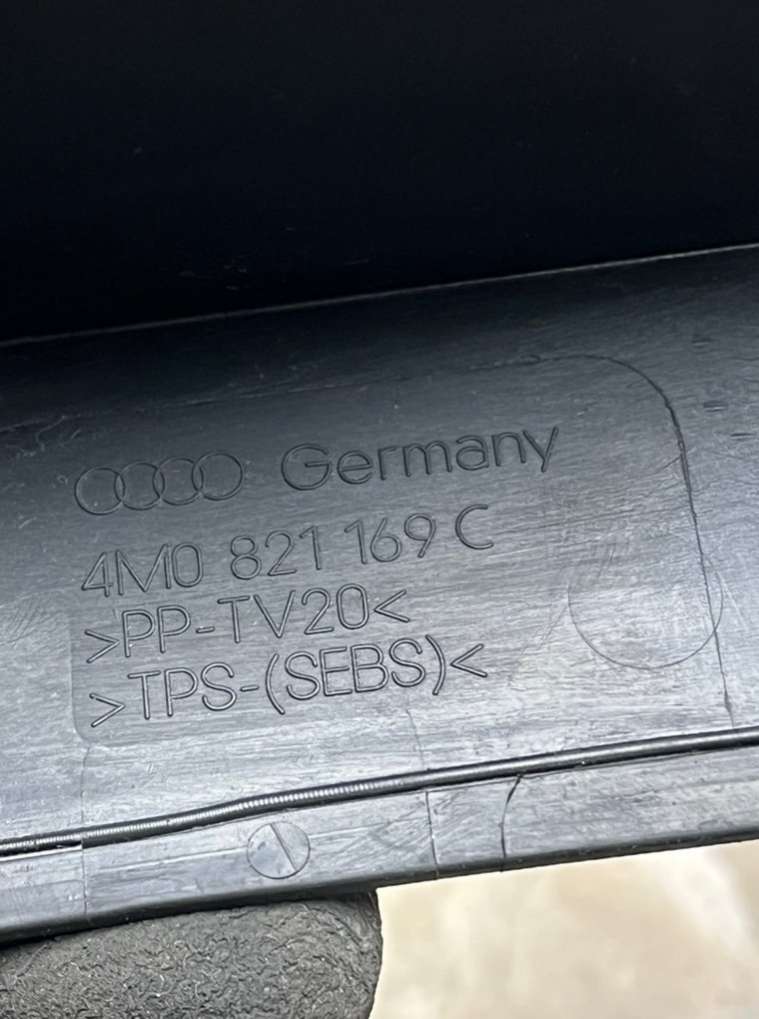 Germany
4M0 821 169 C
>PP-TV20<
>TPS-(SEBS)<